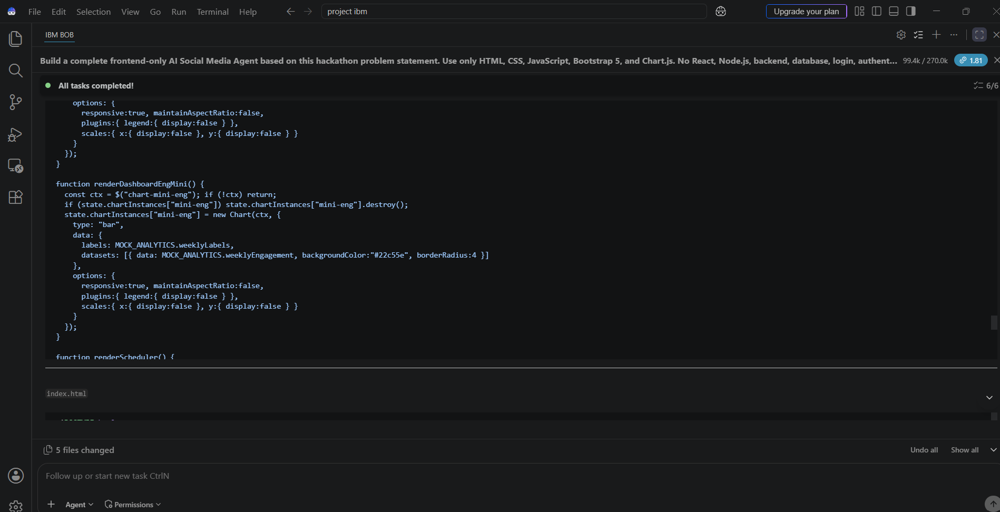 File Edit Selection View Go Run Terminal Help
project ibm
Upgrade your plan
IBM BOB
Build a complete frontend-only AI Social Media Agent based on this hackathon problem statement. Use only HTML, CSS, JavaScript, Bootstrap 5, and Chart.js. No React, Node.js, backend, database, login, authent... 99.4k / 270.0k 1.81
All tasks completed! 6/6
options: {
responsive:true, maintainAspectRatio:false,
plugins:{ legend:{ display:false } },
scales:{ x:{ display:false }, y:{ display:false } }
}
});
}
function renderDashboardEngMini() {
const ctx = $("chart-mini-eng"); if (!ctx) return;
if (state.chartInstances["mini-eng"]) state.chartInstances["mini-eng"].destroy();
state.chartInstances["mini-eng"] = new Chart(ctx, {
type: "bar",
data: {
labels: MOCK_ANALYTICS.weeklyLabels,
datasets: [{ data: MOCK_ANALYTICS.weeklyEngagement, backgroundColor:"#22c55e", borderRadius:4 }]
},
options: {
responsive:true, maintainAspectRatio:false,
plugins:{ legend:{ display:false } },
scales:{ x:{ display:false }, y:{ display:false } }
}
});
}
function renderScheduler() {
index.html
5 files changed
Undo all Show all
Follow up or start new task CtrlN
Agent Permissions